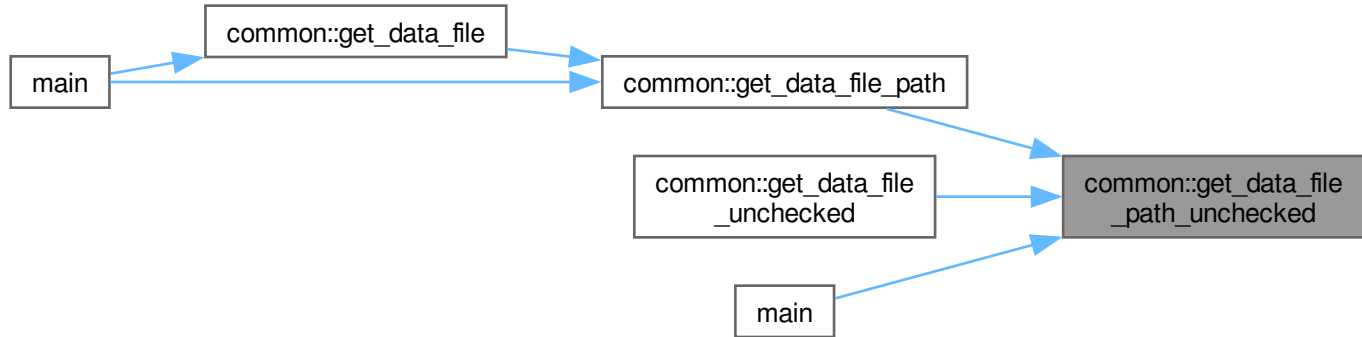 common::get_data_file
main
common::get_data_file_path
common::get_data_file
_unchecked
common::get_data_file
_path_unchecked
main